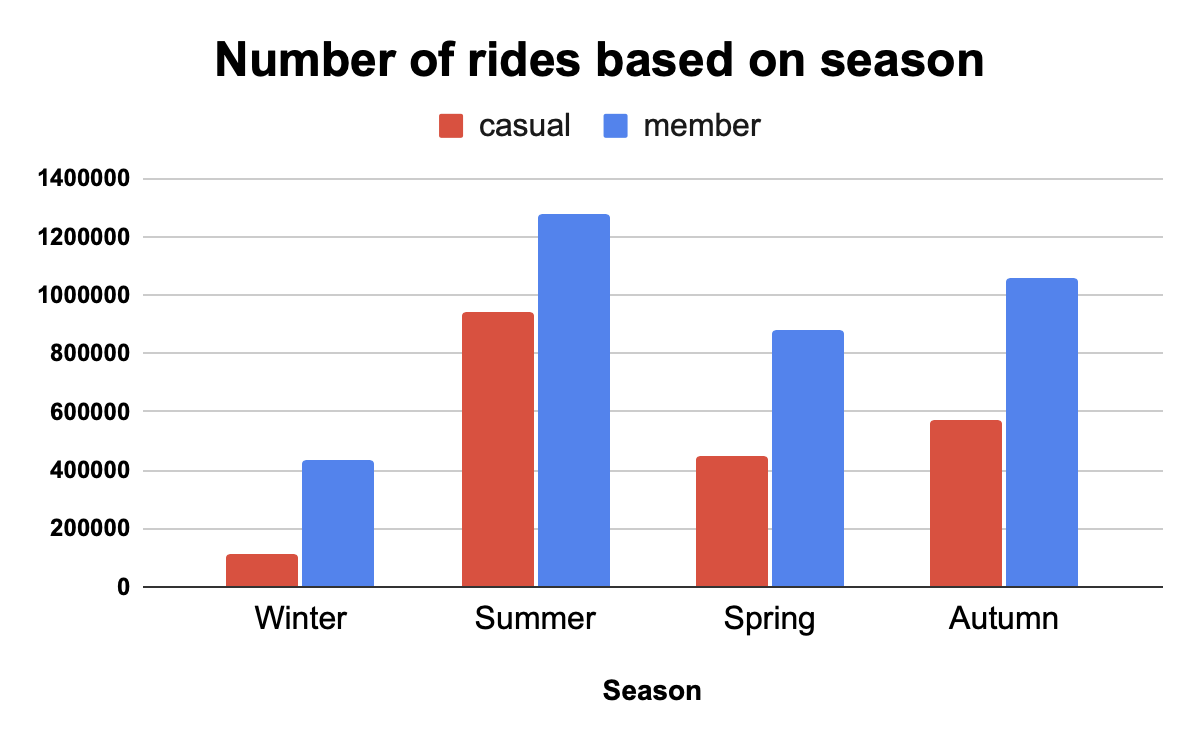 Number of rides based on season
casual member
1400000
1200000
1000000
800000
600000
400000
200000
0
Winter Summer Spring Autumn
Season